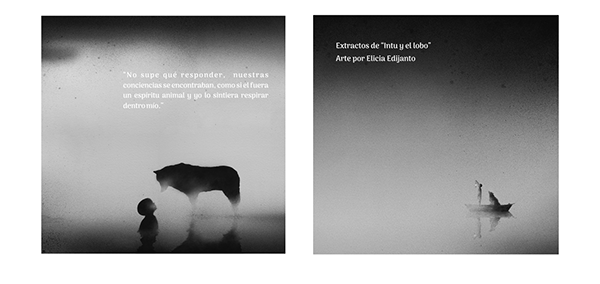 "No supe qué responder, nuestras
conciencias se encontraban, como si el fuera
un espíritu animal y yo lo sintiera respirar
dentro mío."
Extractos de "Intu y el lobo"
Arte por Elicia Edijanto